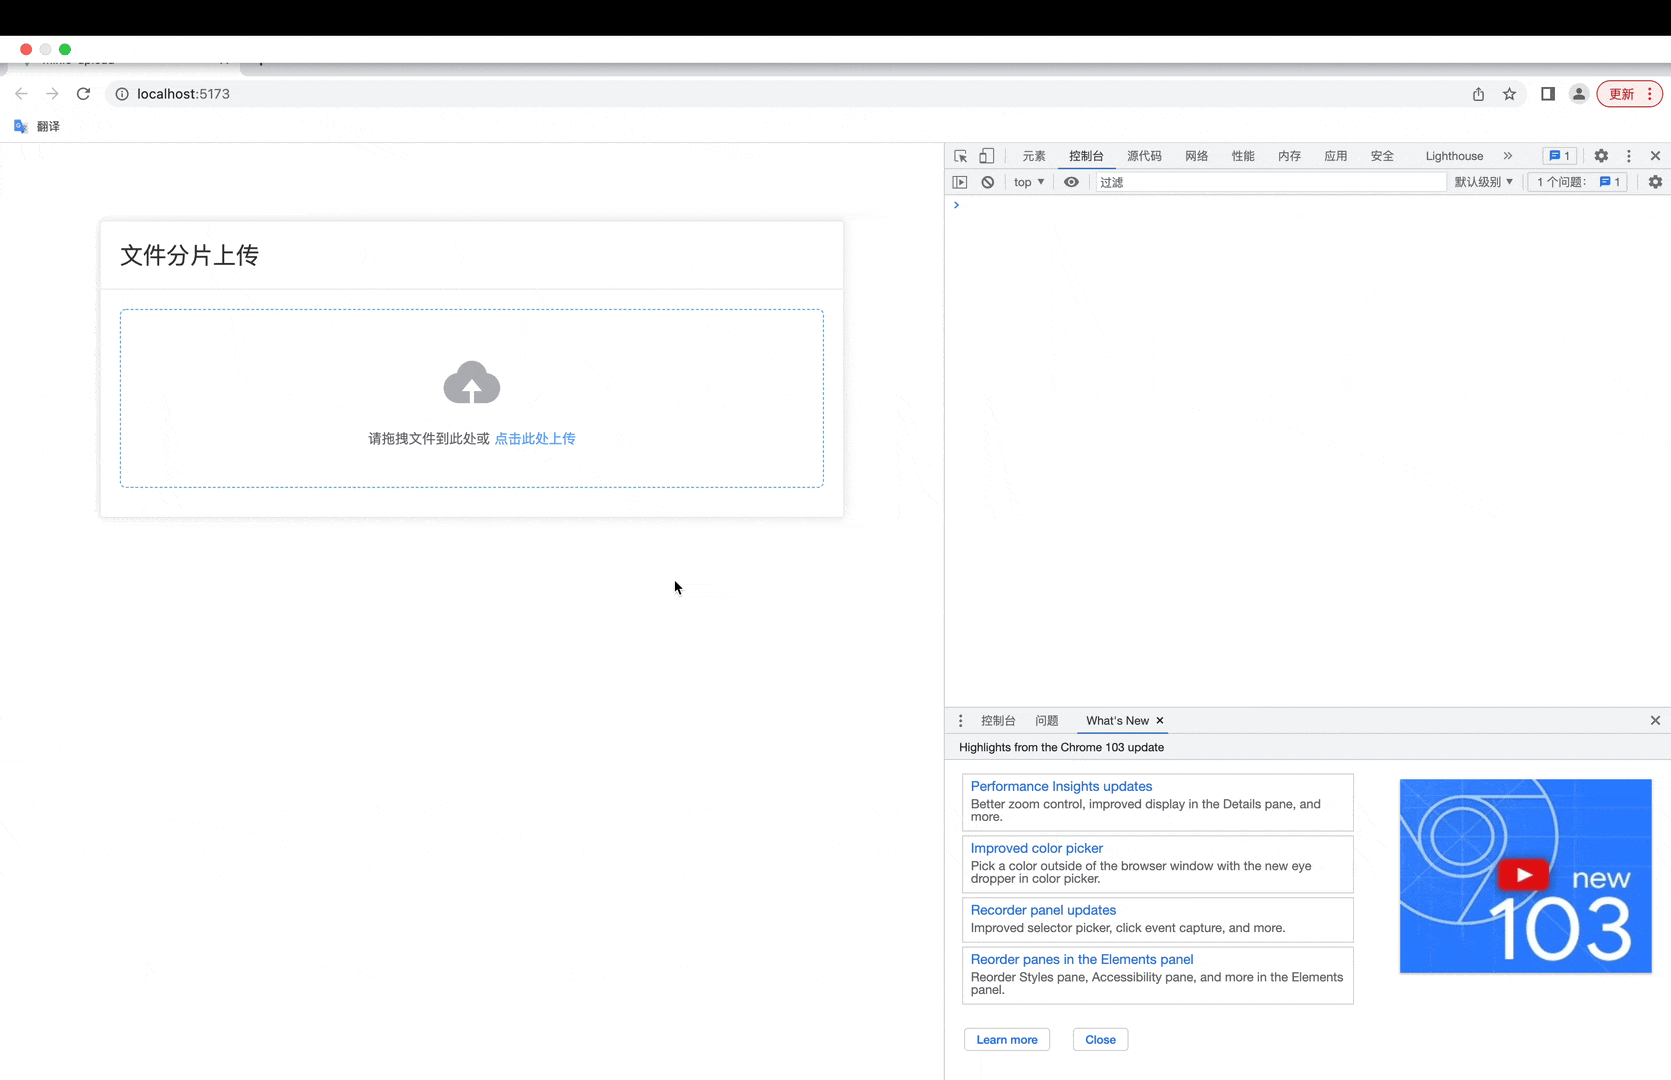 localhost:5173
更新
翻译
元素 控制台 源代码 网络 性能 内存 应用 安全 Lighthouse » 1
top 过滤 默认级别 1 个问题: 1
文件分片上传
请拖拽文件到此处或 点击此处上传
控制台 问题 What's New
Highlights from the Chrome 103 update
Performance Insights updates
Better zoom control, improved display in the Details pane, and
more.
Improved color picker
Pick a color outside of the browser window with the new eye
dropper in color picker.
Recorder panel updates
Improved selector picker, click event capture, and more.
Reorder panes in the Elements panel
Reorder Styles pane, Accessibility pane, and more in the Elements
panel.
new
103
Learn more Close